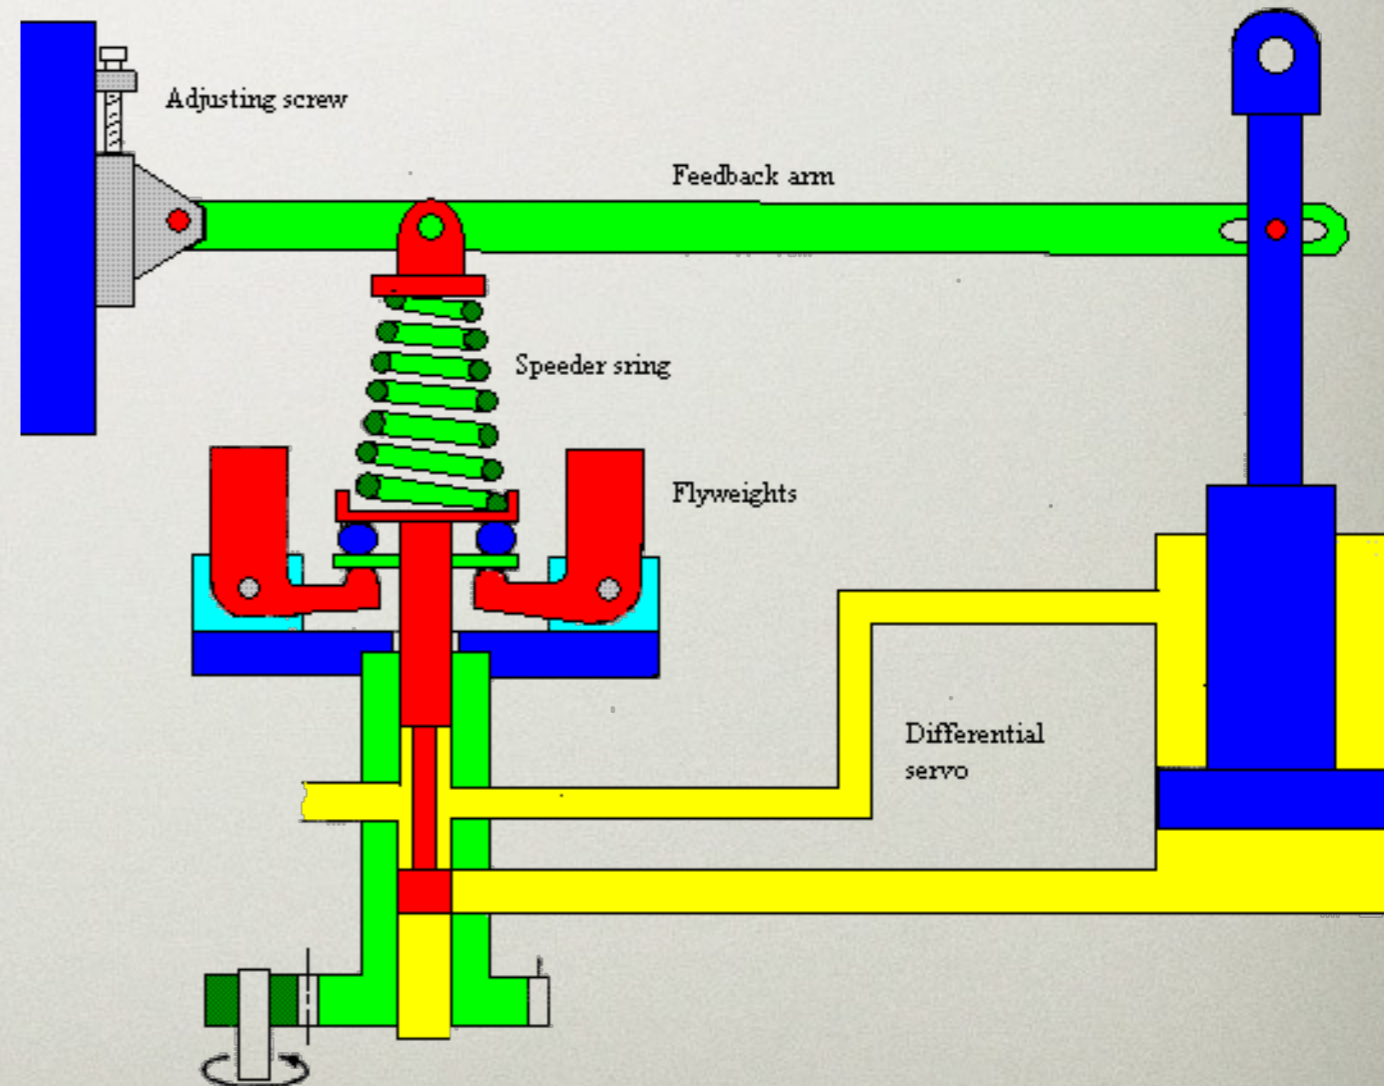 Adjusting screw
Feedback arm
Speeder sring
Flyweights
Differential
servo